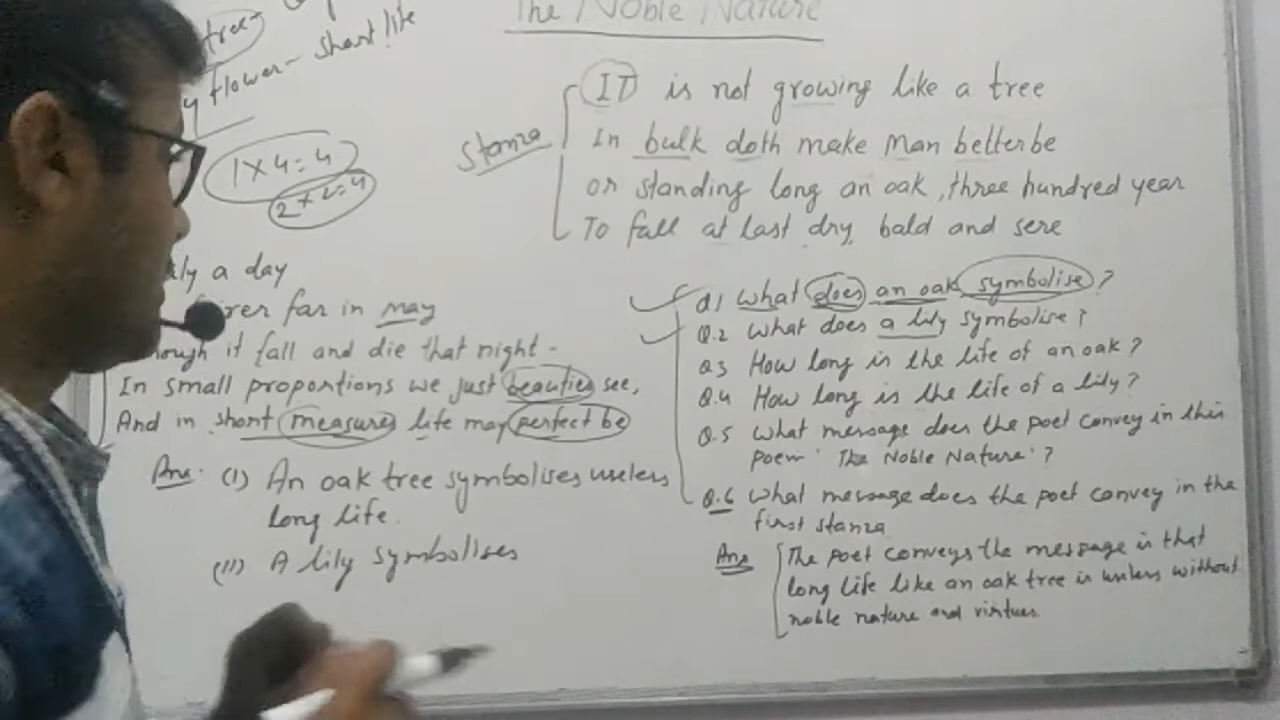 The Noble Nature
tree-
flower - short life
1 x 4 = 4
2 x 2 = 4
Stanza
IT is not growing like a tree
In bulk doth make Man better be
or standing long an oak, three hundred year
To fall at last dry, bald and sere
a day
far in may
it fall and die that night -
In small proportions we just beauties see,
And in short measures life may perfect be
Ans. (I) An oak tree symbolises useless
long life.
(II) A lily symbolises
Q1 What does an oak symbolise ?
Q.2 What does a lily symbolise ?
Q3 How long is the life of an oak ?
Q.4 How long is the life of a lily ?
Q.5 What message does the poet convey in this
poem 'The Noble Nature' ?
Q.6 What message does the poet convey in the
first stanza
Ans The poet conveys the message is that
long life like an oak tree is useless without
noble nature and virtues